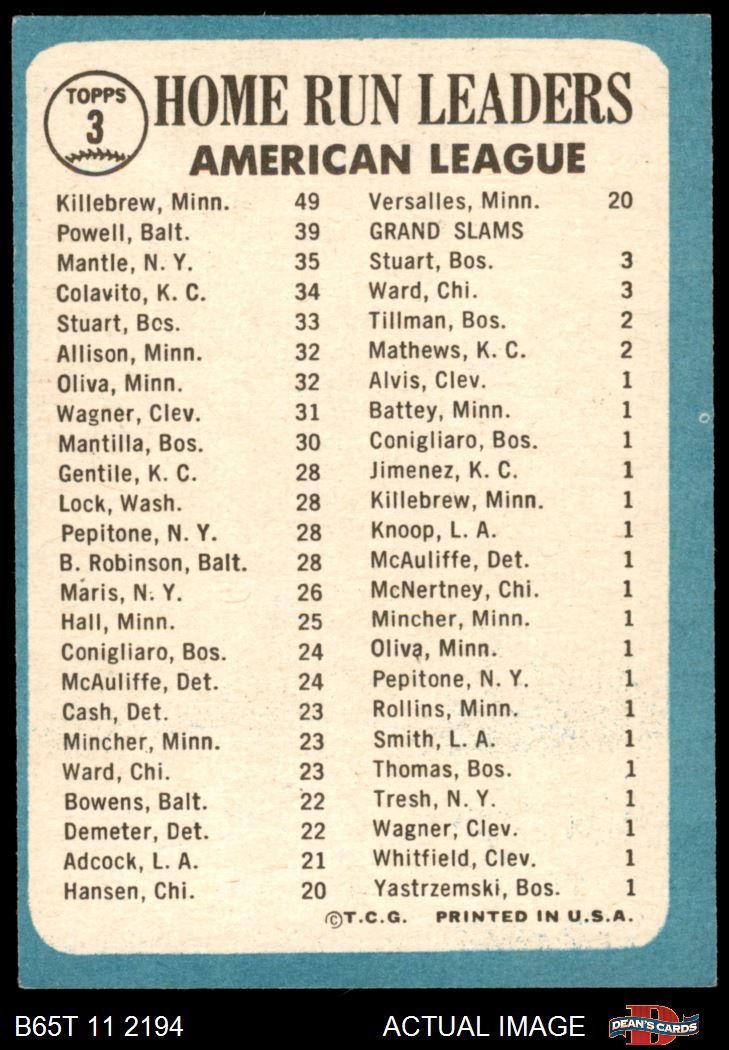 TOPPS
3
HOME RUN LEADERS
AMERICAN LEAGUE
Killebrew, Minn. 49
Powell, Balt. 39
Mantle, N. Y. 35
Colavito, K. C. 34
Stuart, Bos. 33
Allison, Minn. 32
Oliva, Minn. 32
Wagner, Clev. 31
Mantilla, Bos. 30
Gentile, K. C. 28
Lock, Wash. 28
Pepitone, N. Y. 28
B. Robinson, Balt. 28
Maris, N. Y. 26
Hall, Minn. 25
Conigliaro, Bos. 24
McAuliffe, Det. 24
Cash, Det. 23
Mincher, Minn. 23
Ward, Chi. 23
Bowens, Balt. 22
Demeter, Det. 22
Adcock, L. A. 21
Hansen, Chi. 20
Versalles, Minn. 20
GRAND SLAMS
Stuart, Bos. 3
Ward, Chi. 3
Tillman, Bos. 2
Mathews, K. C. 2
Alvis, Clev. 1
Battey, Minn. 1
Conigliaro, Bos. 1
Jimenez, K. C. 1
Killebrew, Minn. 1
Knoop, L. A. 1
McAuliffe, Det. 1
McNertney, Chi. 1
Mincher, Minn. 1
Oliva, Minn. 1
Pepitone, N. Y. 1
Rollins, Minn. 1
Smith, L. A. 1
Thomas, Bos. 1
Tresh, N. Y. 1
Wagner, Clev. 1
Whitfield, Clev. 1
Yastrzemski, Bos. 1
©T.C.G. PRINTED IN U.S.A.
B65T 11 2194 ACTUAL IMAGE
D DEAN'S CARDS